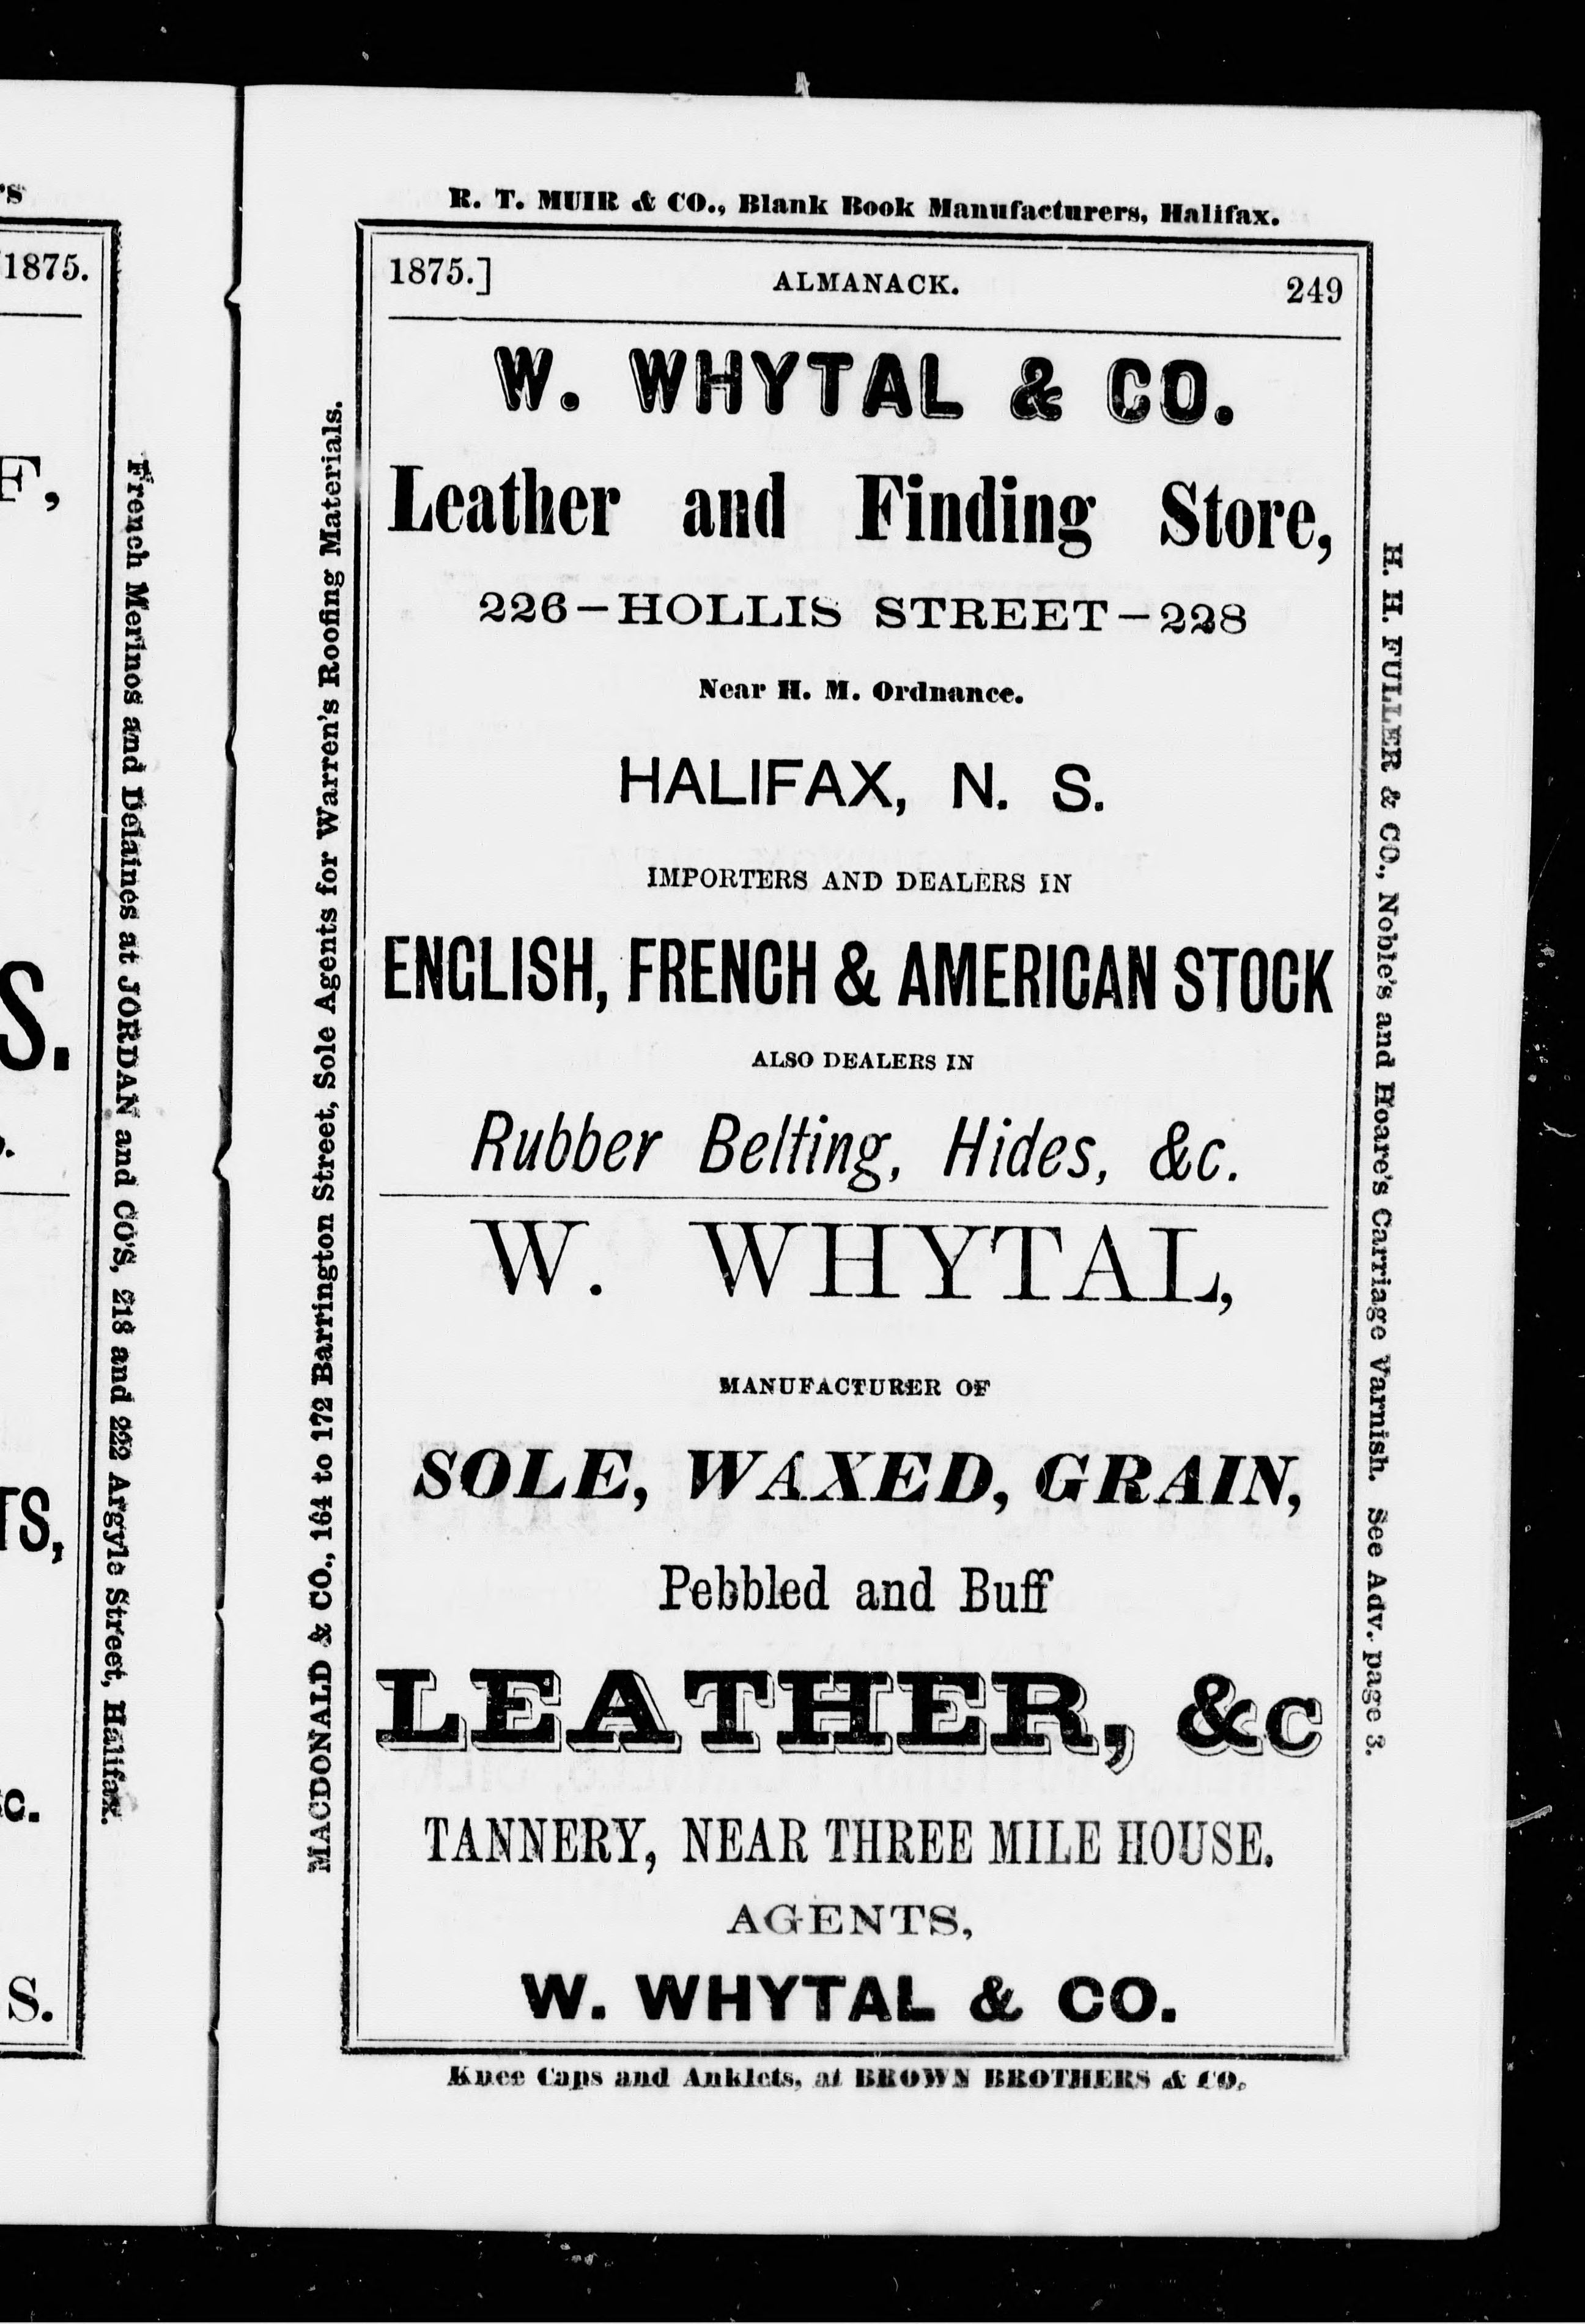 rs
1875.
F,
S.
TS,
c.
S.
French Merinos and Delaines at JORDAN and CO'S, 218 and 222 Argyle Street, Halifax.
R. T. MUIR & CO., Blank Book Manufacturers, Halifax.
MACDONALD & CO., 164 to 172 Barrington Street, Sole Agents for Warren's Roofing Materials.
1875.] ALMANACK. 249
W. WHYTAL & CO.
Leather and Finding Store,
226–HOLLIS STREET–228
Near H. M. Ordnance.
HALIFAX, N. S.
IMPORTERS AND DEALERS IN
ENGLISH, FRENCH & AMERICAN STOCK
ALSO DEALERS IN
Rubber Belting, Hides, &c.
W. WHYTAL,
MANUFACTURER OF
SOLE, WAXED, GRAIN,
Pebbled and Buff
LEATHER, &c
TANNERY, NEAR THREE MILE HOUSE.
AGENTS,
W. WHYTAL & CO.
H. H. FULLER & CO., Noble's and Hoare's Carriage Varnish. See Adv. page 3.
Knee Caps and Anklets, at BROWN BROTHERS & CO.